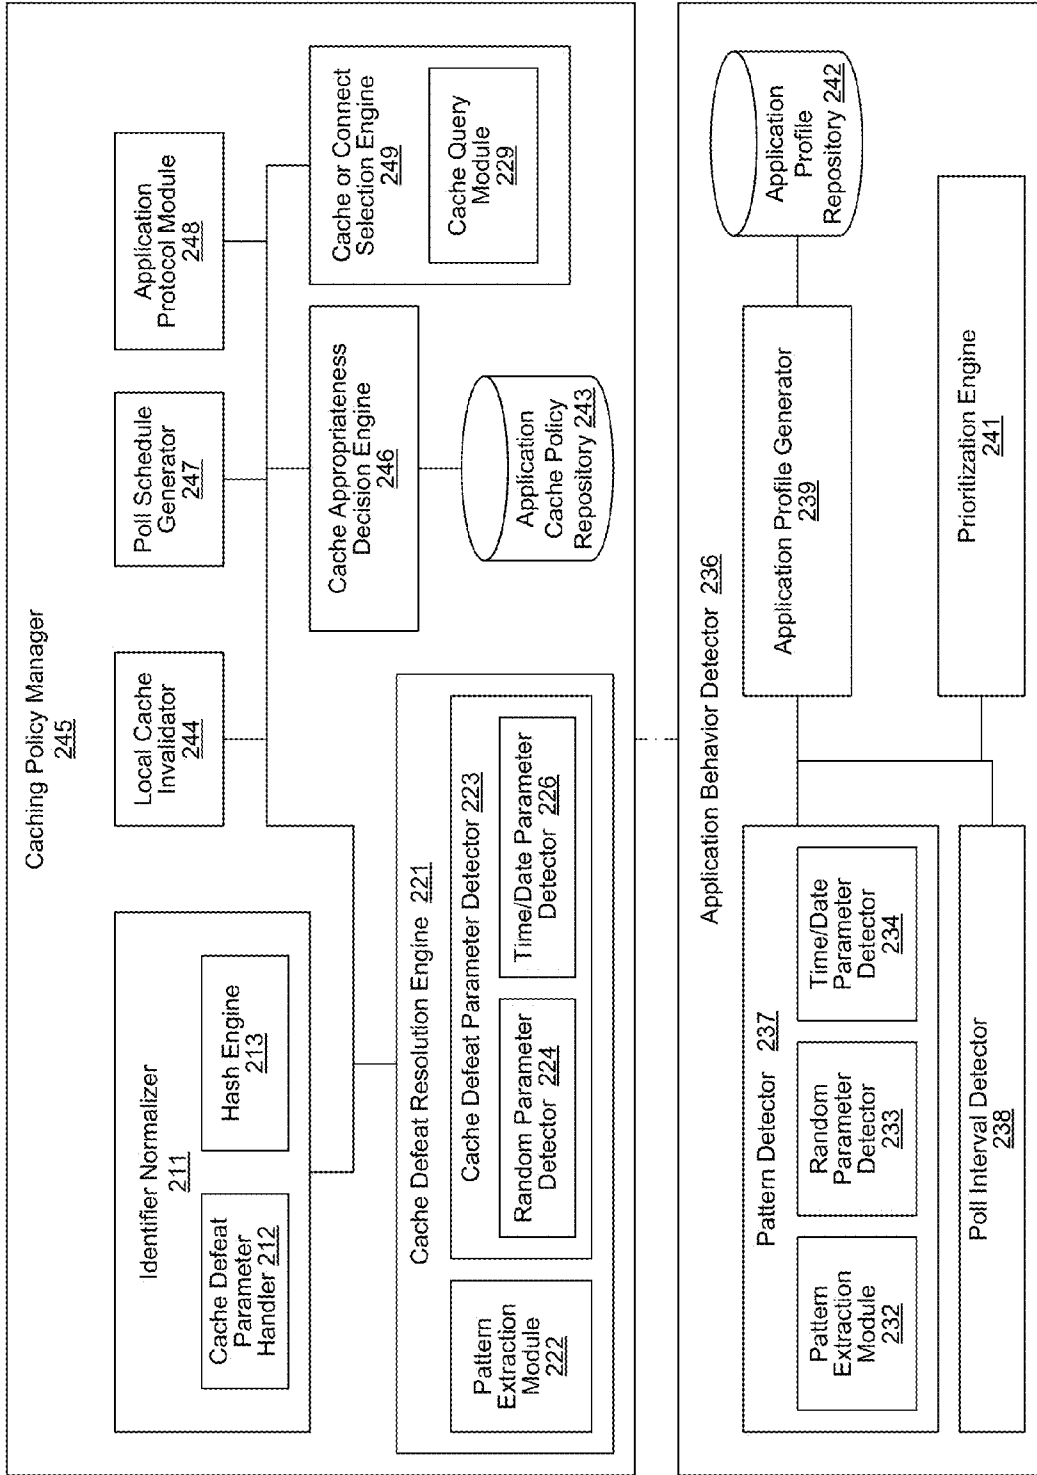 Caching Policy Manager
245
Identifier Normalizer
211
Cache Defeat
Parameter
Handler 212
Hash Engine
213
Local Cache
Invalidator
244
Poll Schedule
Generator
247
Application
Protocol Module
248
Cache Defeat Resolution Engine 221
Pattern
Extraction
Module
222
Cache Defeat Parameter Detector 223
Random Parameter
Detector 224
Time/Date Parameter
Detector 226
Cache Appropriateness
Decision Engine
246
Application
Cache Policy
Repository 243
Cache or Connect
Selection Engine
249
Cache Query
Module
229
Application Behavior Detector 236
Pattern Detector 237
Pattern
Extraction
Module
232
Random
Parameter
Detector
233
Time/Date
Parameter
Detector
234
Poll Interval Detector
238
Application Profile Generator
239
Application
Profile
Repository 242
Prioritization Engine
241